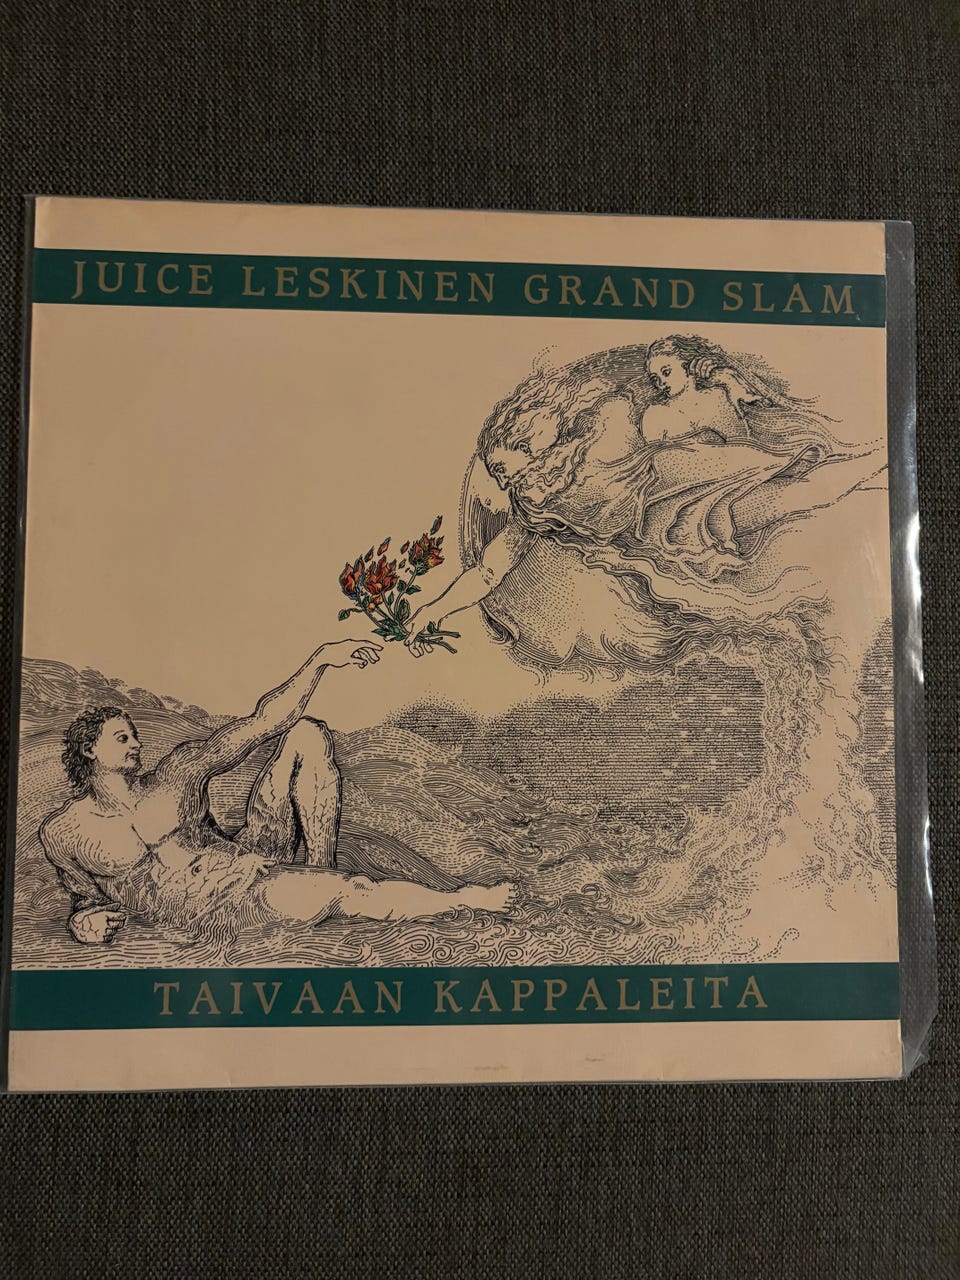 JUICE LESKINEN GRAND SLAM
TAIVAAN KAPPALEITA